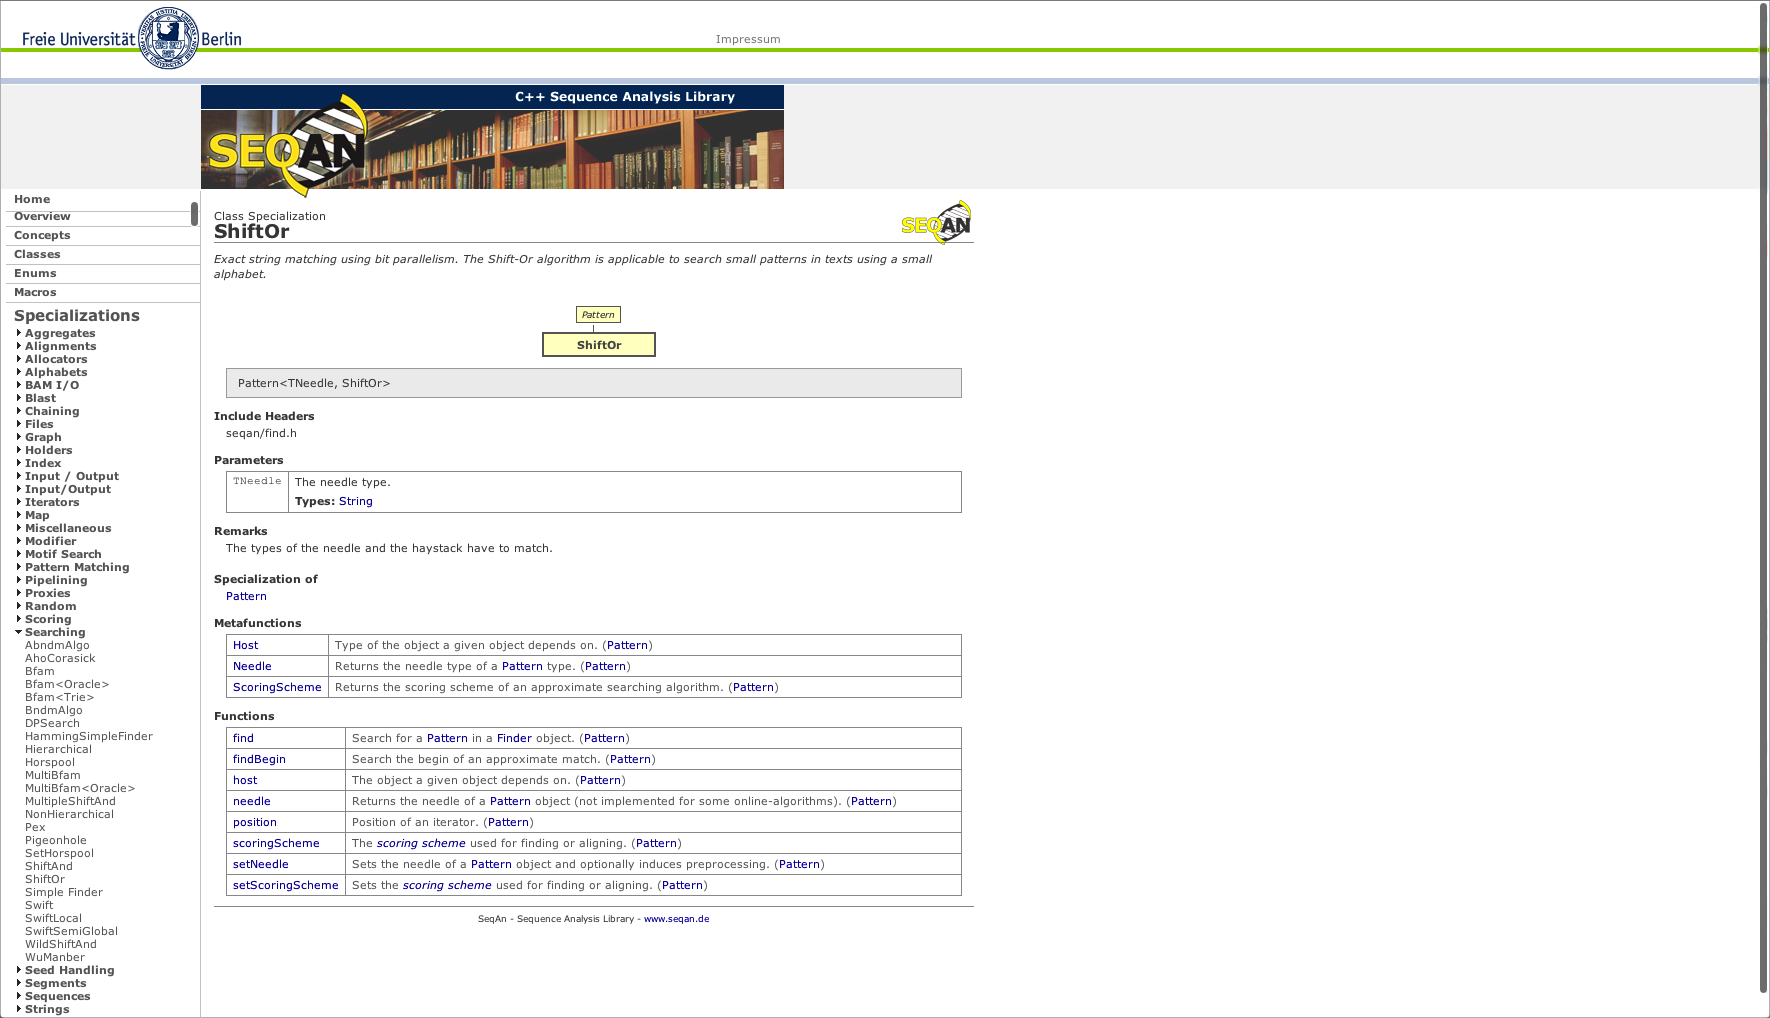 Freie Universität Berlin
Impressum
C++ Sequence Analysis Library
SEQAN
Home
Overview
Concepts
Classes
Enums
Macros
Specializations
Aggregates
Alignments
Allocators
Alphabets
BAM I/O
Blast
Chaining
Files
Graph
Holders
Index
Input / Output
Input/Output
Iterators
Map
Miscellaneous
Modifier
Motif Search
Pattern Matching
Pipelining
Proxies
Random
Scoring
Searching
AbndmAlgo
AhoCorasick
Bfam
Bfam<Oracle>
Bfam<Trie>
BndmAlgo
DPSearch
HammingSimpleFinder
Hierarchical
Horspool
MultiBfam
MultiBfam<Oracle>
MultipleShiftAnd
NonHierarchical
Pex
Pigeonhole
SetHorspool
ShiftAnd
ShiftOr
Simple Finder
Swift
SwiftLocal
SwiftSemiGlobal
WildShiftAnd
WuManber
Seed Handling
Segments
Sequences
Strings
Class Specialization
ShiftOr
SEQAN
Exact string matching using bit parallelism. The Shift-Or algorithm is applicable to search small patterns in texts using a small
alphabet.
Pattern
ShiftOr
Pattern<TNeedle, ShiftOr>
Include Headers
seqan/find.h
Parameters
TNeedle The needle type.
Types: String
Remarks
The types of the needle and the haystack have to match.
Specialization of
Pattern
Metafunctions
Host Type of the object a given object depends on. (Pattern)
Needle Returns the needle type of a Pattern type. (Pattern)
ScoringScheme Returns the scoring scheme of an approximate searching algorithm. (Pattern)
Functions
find Search for a Pattern in a Finder object. (Pattern)
findBegin Search the begin of an approximate match. (Pattern)
host The object a given object depends on. (Pattern)
needle Returns the needle of a Pattern object (not implemented for some online-algorithms). (Pattern)
position Position of an iterator. (Pattern)
scoringScheme The scoring scheme used for finding or aligning. (Pattern)
setNeedle Sets the needle of a Pattern object and optionally induces preprocessing. (Pattern)
setScoringScheme Sets the scoring scheme used for finding or aligning. (Pattern)
SeqAn - Sequence Analysis Library - www.seqan.de